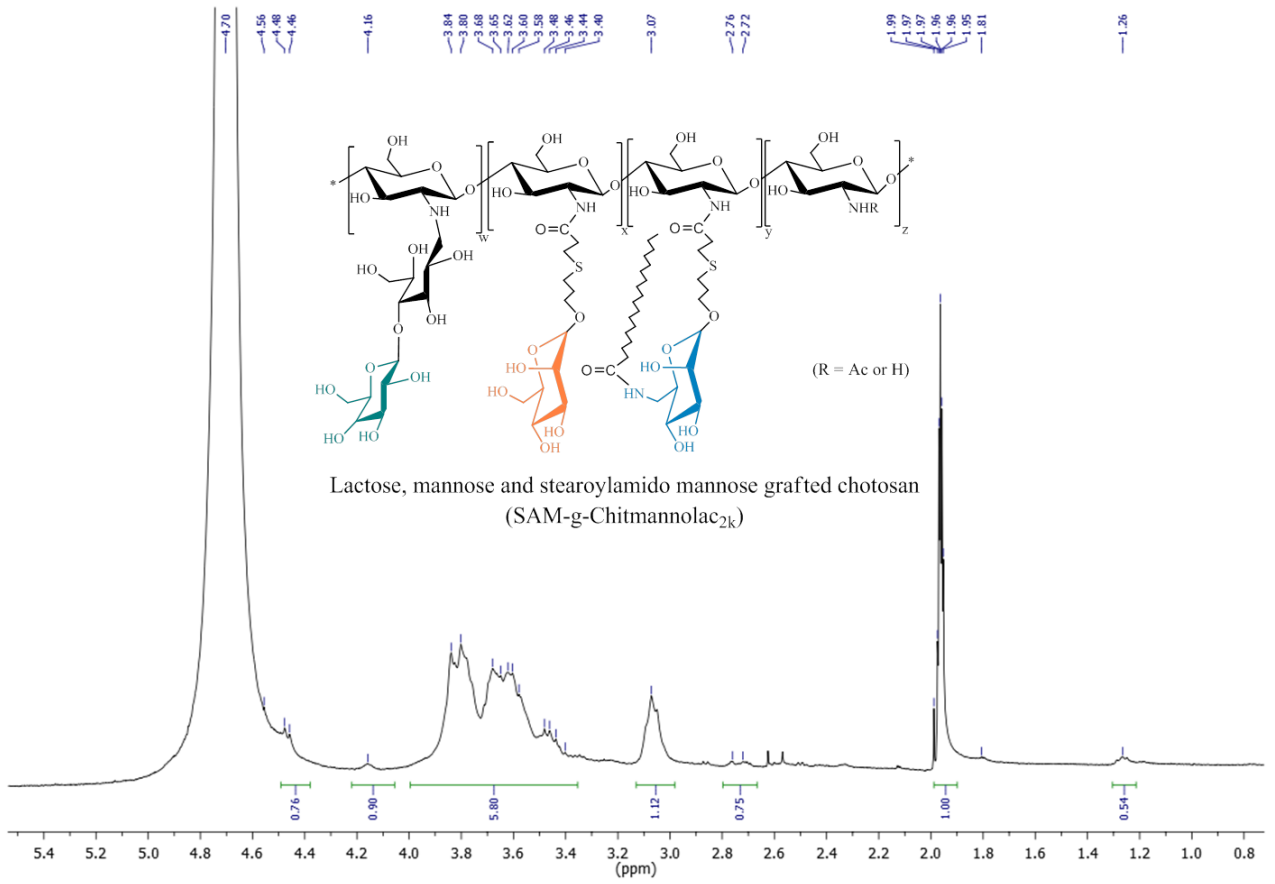 4.70 4.56 4.48 4.46 4.16 3.84 3.80 3.68 3.65 3.62 3.60 3.58 3.48 3.46 3.44 3.40 3.07 2.76 2.72 1.99 1.97 1.97 1.96 1.96 1.95 1.81 1.26
OH OH OH OH
* O O O O O O O O *
HO HO HO HO
NH NH NH NHR
w x y z
O O
OH OH S S
HO OH
HO
OH
O O O
O O O
HO OH HO O HO
HO HO HN
HO HO HO HO
OH OH
(R = Ac or H)
Lactose, mannose and stearoylamido mannose grafted chotosan
(SAM-g-Chitmannolac2k)
0.76 0.90 5.80 1.12 0.75 1.00 0.54
5.4 5.2 5.0 4.8 4.6 4.4 4.2 4.0 3.8 3.6 3.4 3.2 3.0 2.8 2.6 2.4 2.2 2.0 1.8 1.6 1.4 1.2 1.0 0.8
(ppm)